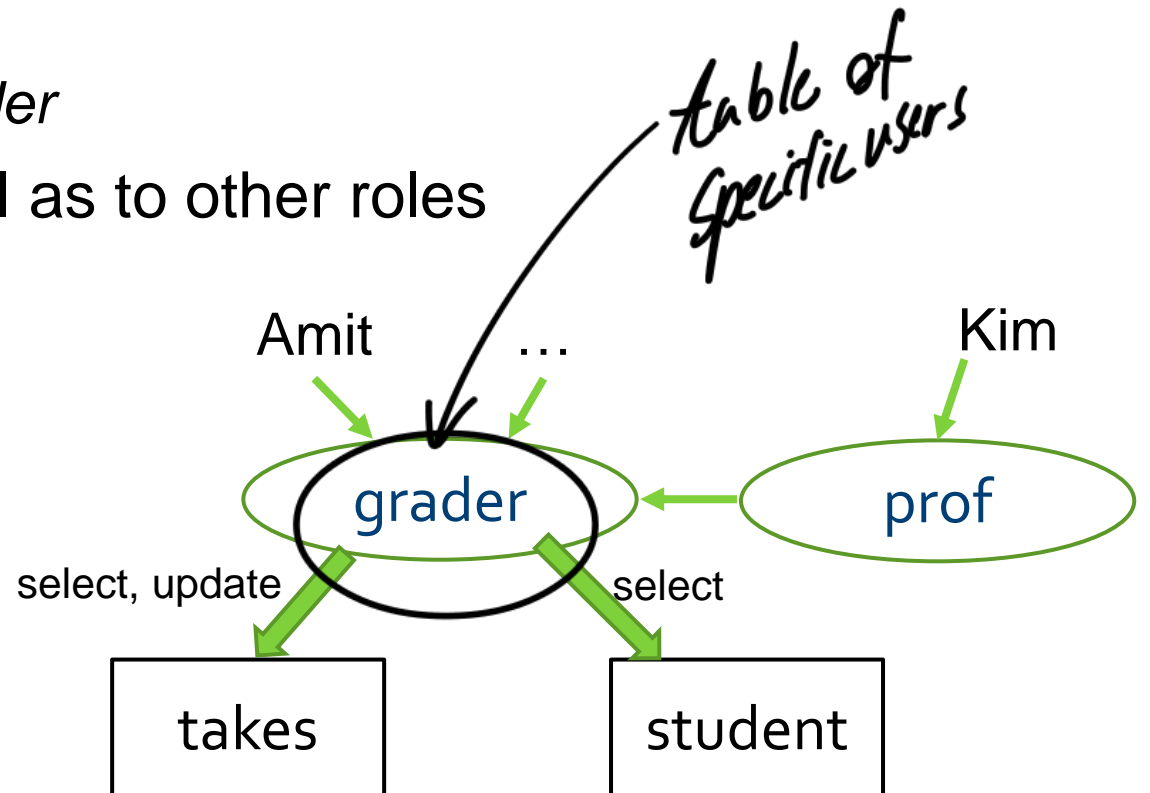 der
d as to other roles
table of
specific users
Amit
...
Kim
grader
prof
select, update
select
takes
student